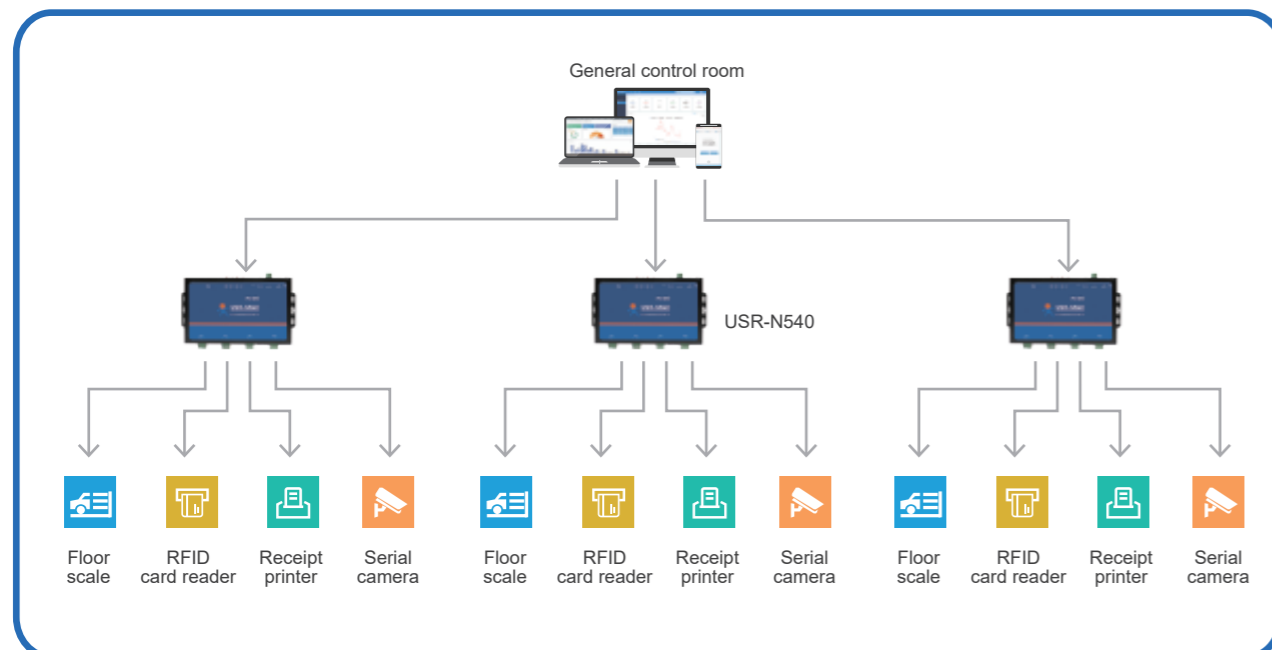 General control room
USR-N540
Floor
scale
RFID
card reader
Receipt
printer
Serial
camera
Floor
scale
RFID
card reader
Receipt
printer
Serial
camera
Floor
scale
RFID
card reader
Receipt
printer
Serial
camera